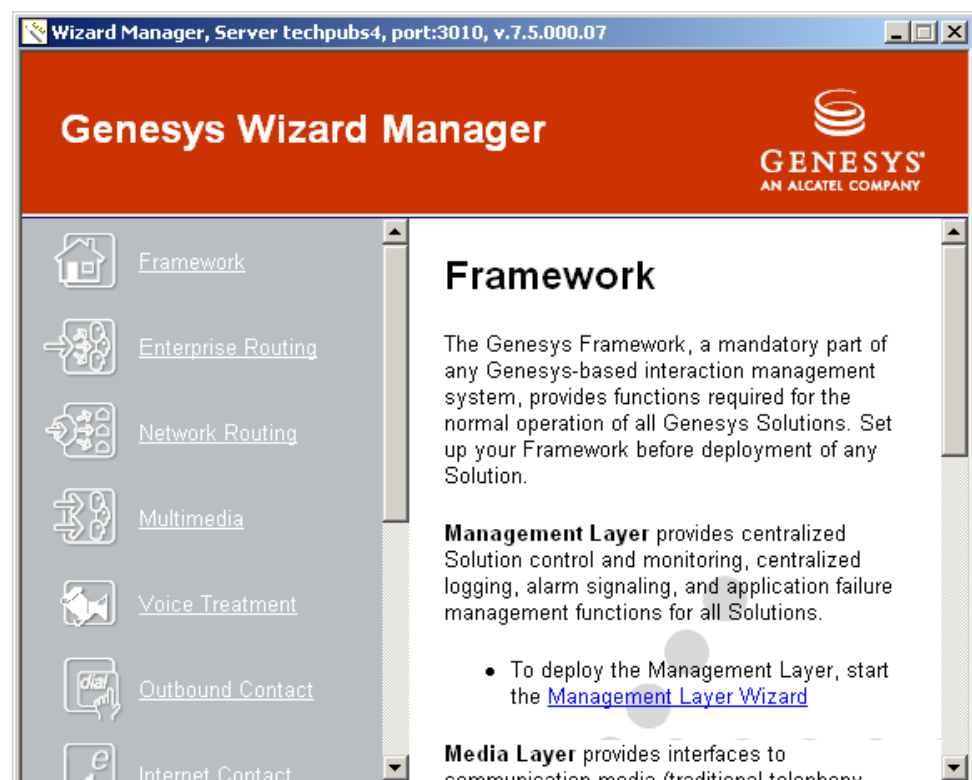 Wizard Manager, Server techpubs4, port:3010, v.7.5.000.07
Genesys Wizard Manager
GENESYS
AN ALCATEL COMPANY
Framework
Enterprise Routing
Network Routing
Multimedia
Voice Treatment
dial
Outbound Contact
e
Internet Contact
Framework
The Genesys Framework, a mandatory part of
any Genesys-based interaction management
system, provides functions required for the
normal operation of all Genesys Solutions. Set
up your Framework before deployment of any
Solution.
Management Layer provides centralized
Solution control and monitoring, centralized
logging, alarm signaling, and application failure
management functions for all Solutions.
• To deploy the Management Layer, start
the Management Layer Wizard
Media Layer provides interfaces to
communication media (traditional telephony